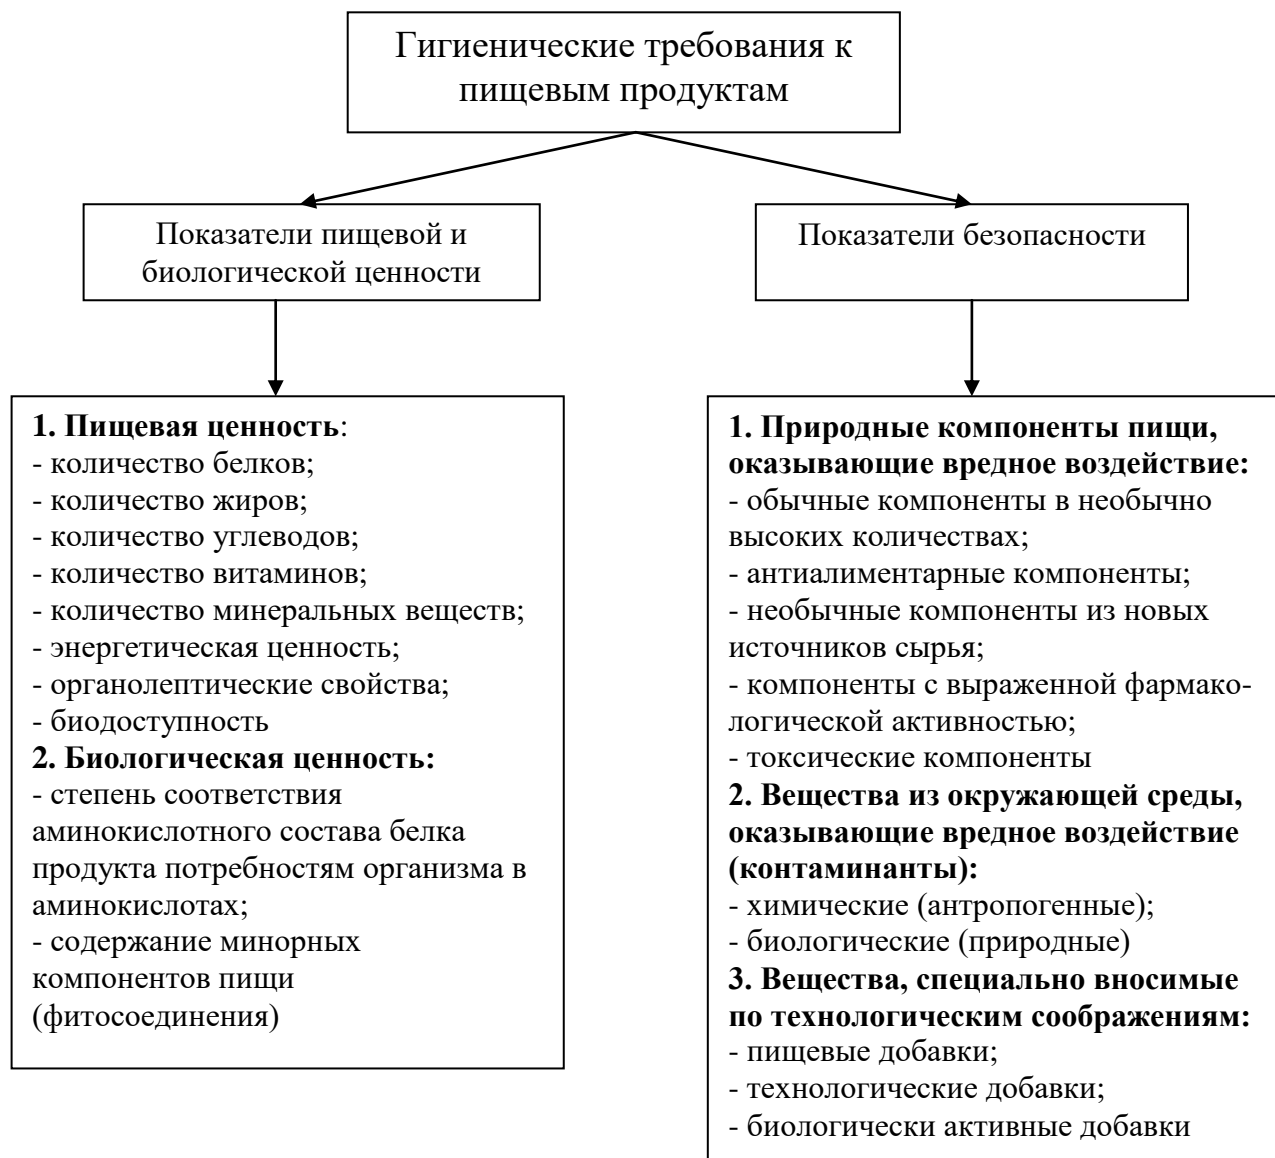 Гигиенические требования к
пищевым продуктам
Показатели пищевой и
биологической ценности
Показатели безопасности
1. Пищевая ценность:
- количество белков;
- количество жиров;
- количество углеводов;
- количество витаминов;
- количество минеральных веществ;
- энергетическая ценность;
- органолептические свойства;
- биодоступность
2. Биологическая ценность:
- степень соответствия
аминокислотного состава белка
продукта потребностям организма в
аминокислотах;
- содержание минорных
компонентов пищи
(фитосоединения)
1. Природные компоненты пищи,
оказывающие вредное воздействие:
- обычные компоненты в необычно
высоких количествах;
- антиалиментарные компоненты;
- необычные компоненты из новых
источников сырья;
- компоненты с выраженной фармако-
логической активностью;
- токсические компоненты
2. Вещества из окружающей среды,
оказывающие вредное воздействие
(контаминанты):
- химические (антропогенные);
- биологические (природные)
3. Вещества, специально вносимые
по технологическим соображениям:
- пищевые добавки;
- технологические добавки;
- биологически активные добавки